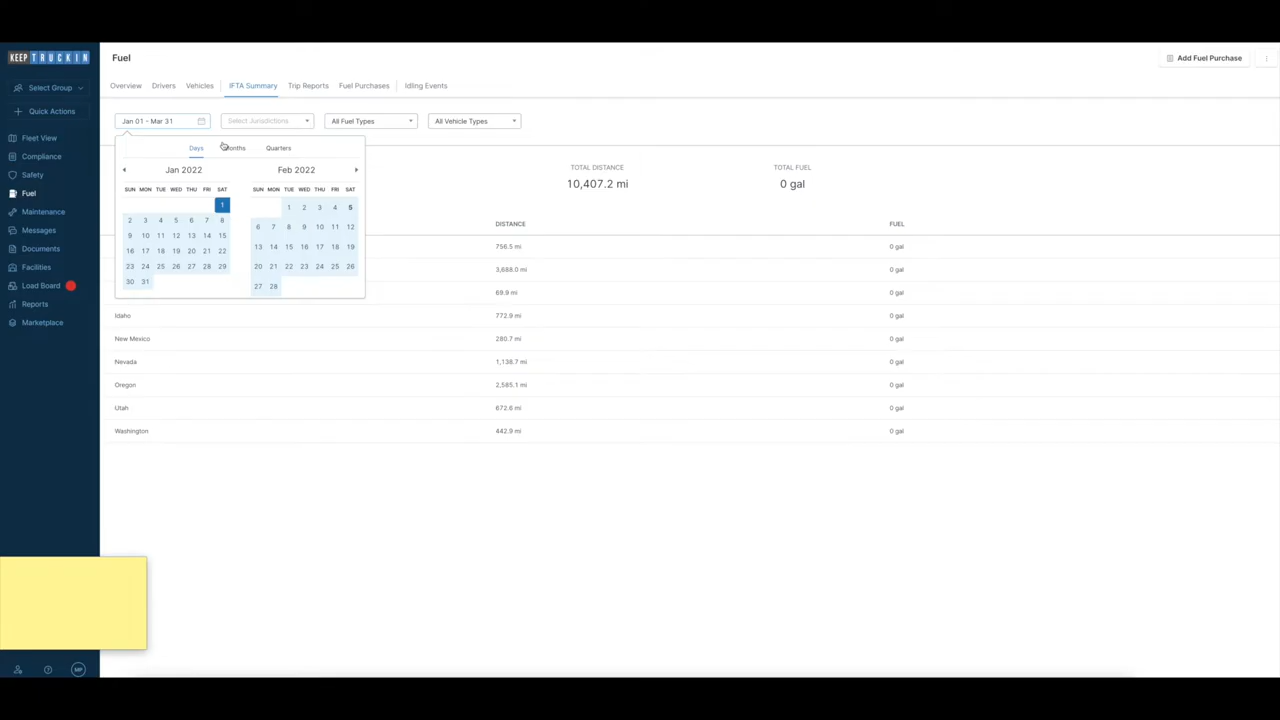 KEEP TRUCKIN
Fuel
Add Fuel Purchase
Select Group
Quick Actions
Fleet View
Compliance
Safety
Fuel
Maintenance
Messages
Documents
Facilities
Load Board
Reports
Marketplace
MP
Overview Drivers Vehicles IFTA Summary Trip Reports Fuel Purchases Idling Events
Jan 01 - Mar 31 Select Jurisdictions All Fuel Types All Vehicle Types
Days Months Quarters
Jan 2022 Feb 2022
SUN MON TUE WED THU FRI SAT SUN MON TUE WED THU FRI SAT
1 1 2 3 4 5
2 3 4 5 6 7 8 6 7 8 9 10 11 12
9 10 11 12 13 14 15 13 14 15 16 17 18 19
16 17 18 19 20 21 22 20 21 22 23 24 25 26
23 24 25 26 27 28 29 27 28
30 31
TOTAL DISTANCE TOTAL FUEL
10,407.2 mi 0 gal
DISTANCE FUEL
756.5 mi 0 gal
3,688.0 mi 0 gal
69.9 mi 0 gal
Idaho 772.9 mi 0 gal
New Mexico 280.7 mi 0 gal
Nevada 1,138.7 mi 0 gal
Oregon 2,585.1 mi 0 gal
Utah 672.6 mi 0 gal
Washington 442.9 mi 0 gal